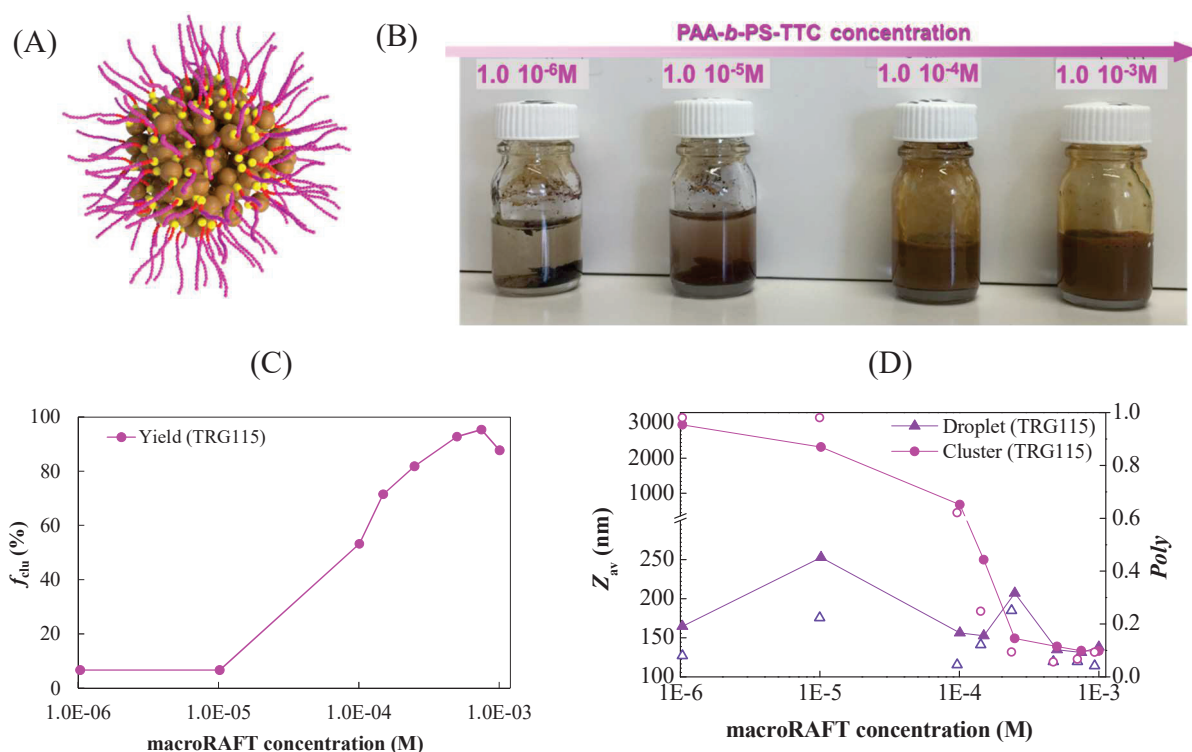 (A)
(B)
PAA-b-PS-TTC concentration
1.0 10⁻⁶M
1.0 10⁻⁵M
1.0 10⁻⁴M
1.0 10⁻³M
(C)
100
80
60
40
20
0
f_clu (%)
Yield (TRG115)
1.0E-06
1.0E-05
1.0E-04
1.0E-03
macroRAFT concentration (M)
(D)
3000
2000
1000
250
200
150
100
Z_av (nm)
Droplet (TRG115)
Cluster (TRG115)
1.0
0.8
0.6
0.4
0.2
0.0
Poly
1E-6
1E-5
1E-4
1E-3
macroRAFT concentration (M)